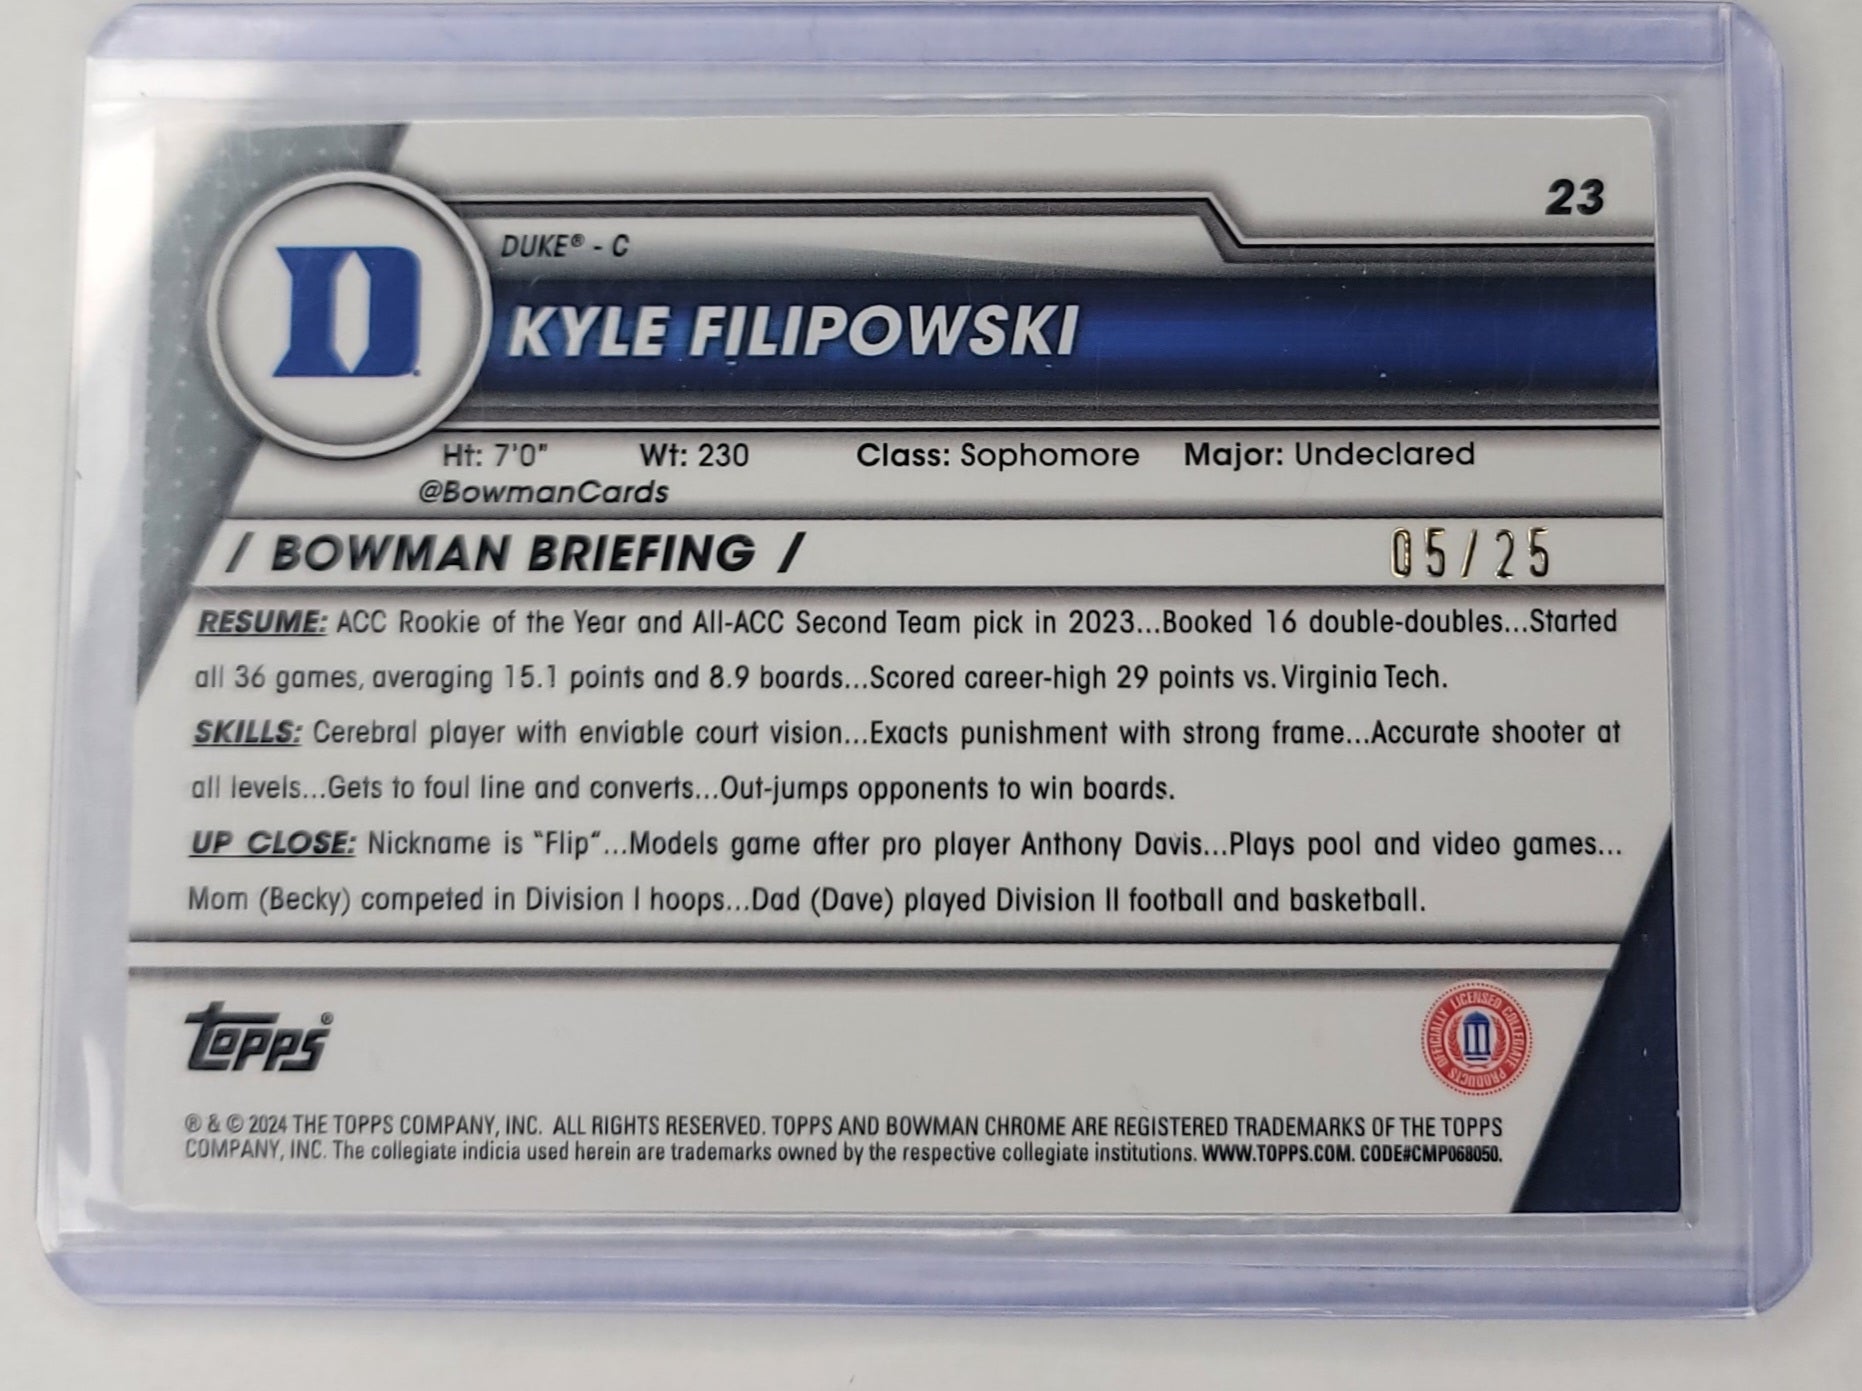 23
DUKE® - C
KYLE FILIPOWSKI
Ht: 7'0" Wt: 230 Class: Sophomore Major: Undeclared
@BowmanCards
/ BOWMAN BRIEFING / 05/25
RESUME: ACC Rookie of the Year and All-ACC Second Team pick in 2023...Booked 16 double-doubles...Started
all 36 games, averaging 15.1 points and 8.9 boards...Scored career-high 29 points vs. Virginia Tech.
SKILLS: Cerebral player with enviable court vision...Exacts punishment with strong frame...Accurate shooter at
all levels...Gets to foul line and converts...Out-jumps opponents to win boards.
UP CLOSE: Nickname is "Flip"...Models game after pro player Anthony Davis...Plays pool and video games...
Mom (Becky) competed in Division I hoops...Dad (Dave) played Division II football and basketball.
topps®
OFFICIALLY LICENSED COLLEGIATE PRODUCTS
® & © 2024 THE TOPPS COMPANY, INC. ALL RIGHTS RESERVED. TOPPS AND BOWMAN CHROME ARE REGISTERED TRADEMARKS OF THE TOPPS
COMPANY, INC. The collegiate indicia used herein are trademarks owned by the respective collegiate institutions. WWW.TOPPS.COM. CODE#CMP068050.